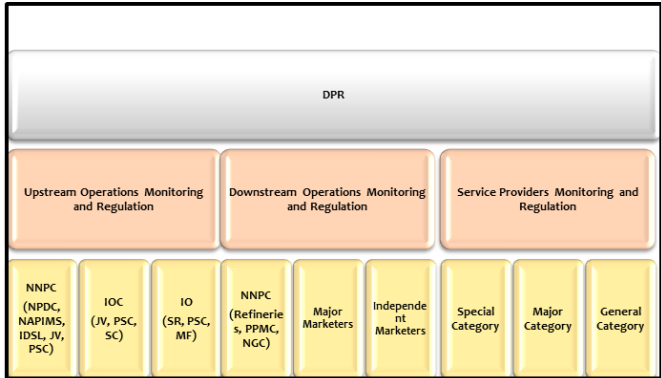 DPR
Upstream Operations Monitoring
and Regulation
Downstream Operations Monitoring
and Regulation
Service Providers Monitoring and
Regulation
NNPC
(NPDC,
NAPIMS,
IDSL, JV,
PSC)
IOC
(JV, PSC,
SC)
IO
(SR, PSC,
MF)
NNPC
(Refinerie
s, PPMC,
NGC)
Major
Marketers
Independe
nt
Marketers
Special
Category
Major
Category
General
Category